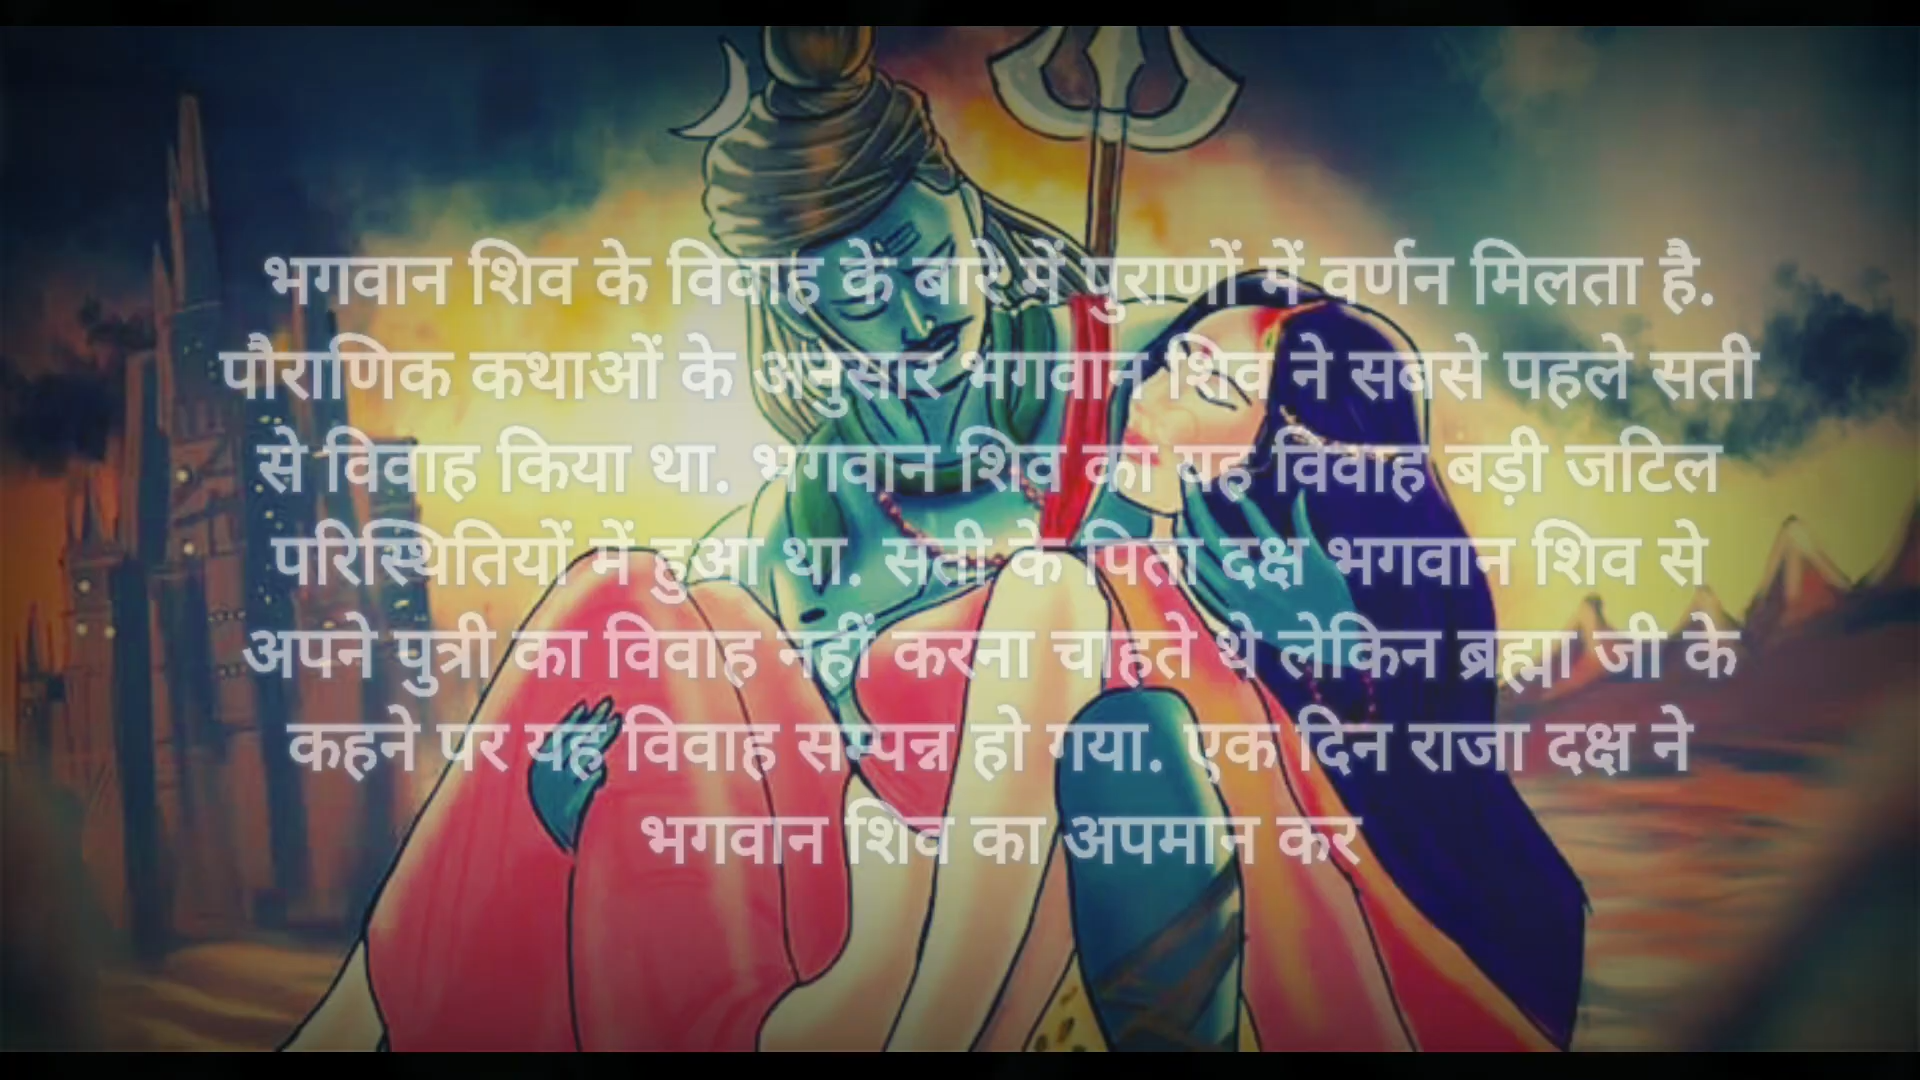 भगवान शिव के विवाह के बारे में पुराणों में वर्णन मिलता है.
पौराणिक कथाओं के अनुसार भगवान शिव ने सबसे पहले सती
से विवाह किया था. भगवान शिव का यह विवाह बड़ी जटिल
परिस्थितियों में हुआ था. सती के पिता दक्ष भगवान शिव से
अपने पुत्री का विवाह नहीं करना चाहते थे लेकिन ब्रह्मा जी के
कहने पर यह विवाह सम्पन्न हो गया. एक दिन राजा दक्ष ने
भगवान शिव का अपमान कर